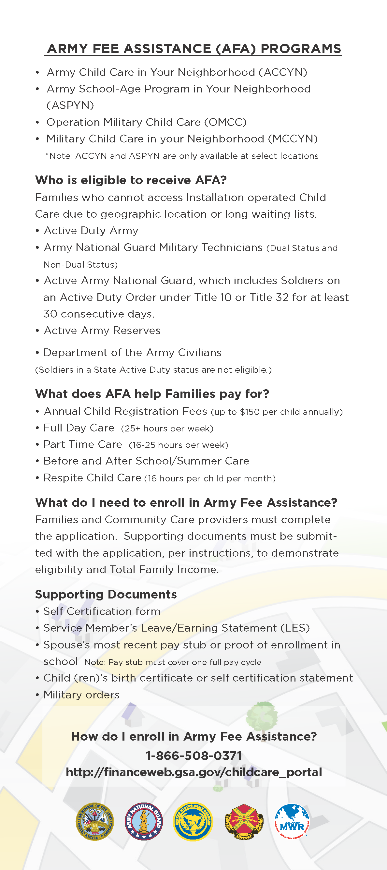 ARMY FEE ASSISTANCE (AFA) PROGRAMS
• Army Child Care in Your Neighborhood (ACCYN)
• Army School-Age Program in Your Neighborhood
(ASPYN)
• Operation Military Child Care (OMCC)
• Military Child Care in your Neighborhood (MCCYN)
*Note: ACCYN and ASPYN are only available at select locations
Who is eligible to receive AFA?
Families who cannot access Installation operated Child
Care due to geographic location or long waiting lists.
• Active Duty Army
• Army National Guard Military Technicians (Dual Status and
Non-Dual Status)
• Active Army National Guard, which includes Soldiers on
an Active Duty Order under Title 10 or Title 32 for at least
30 consecutive days.
• Active Army Reserves
• Department of the Army Civilians
(Soldiers in a State Active Duty status are not eligible.)
What does AFA help Families pay for?
• Annual Child Registration Fees (up to $150 per child annually)
• Full Day Care (25+ hours per week)
• Part Time Care (16-25 hours per week)
• Before and After School/Summer Care
• Respite Child Care (16 hours per child per month)
What do I need to enroll in Army Fee Assistance?
Families and Community Care providers must complete
the application. Supporting documents must be submit-
ted with the application, per instructions, to demonstrate
eligibility and Total Family Income.
Supporting Documents
• Self Certification form
• Service Member's Leave/Earning Statement (LES)
• Spouse's most recent pay stub or proof of enrollment in
school Note: Pay stub must cover one full pay cycle
• Child (ren)'s birth certificate or self certification statement
• Military orders
How do I enroll in Army Fee Assistance?
1-866-508-0371
http://financeweb.gsa.gov/childcare_portal
MWR